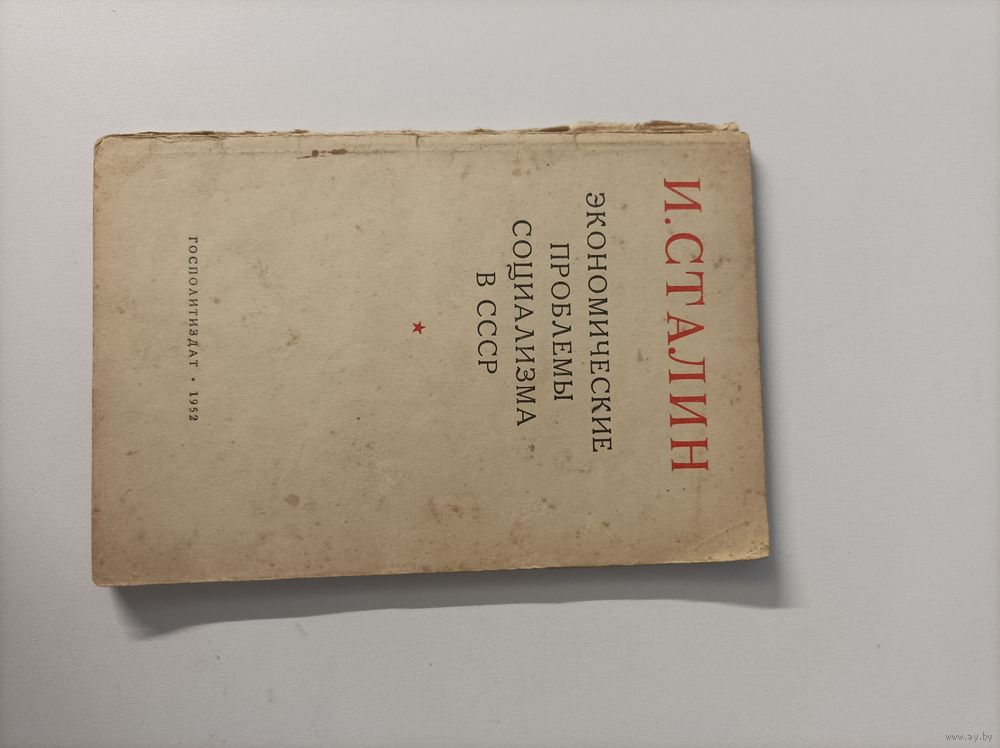 И. СТАЛИН
ЭКОНОМИЧЕСКИЕ
ПРОБЛЕМЫ
СОЦИАЛИЗМА
В СССР
ГОСПОЛИТИЗДАТ • 1952
www.ay.by